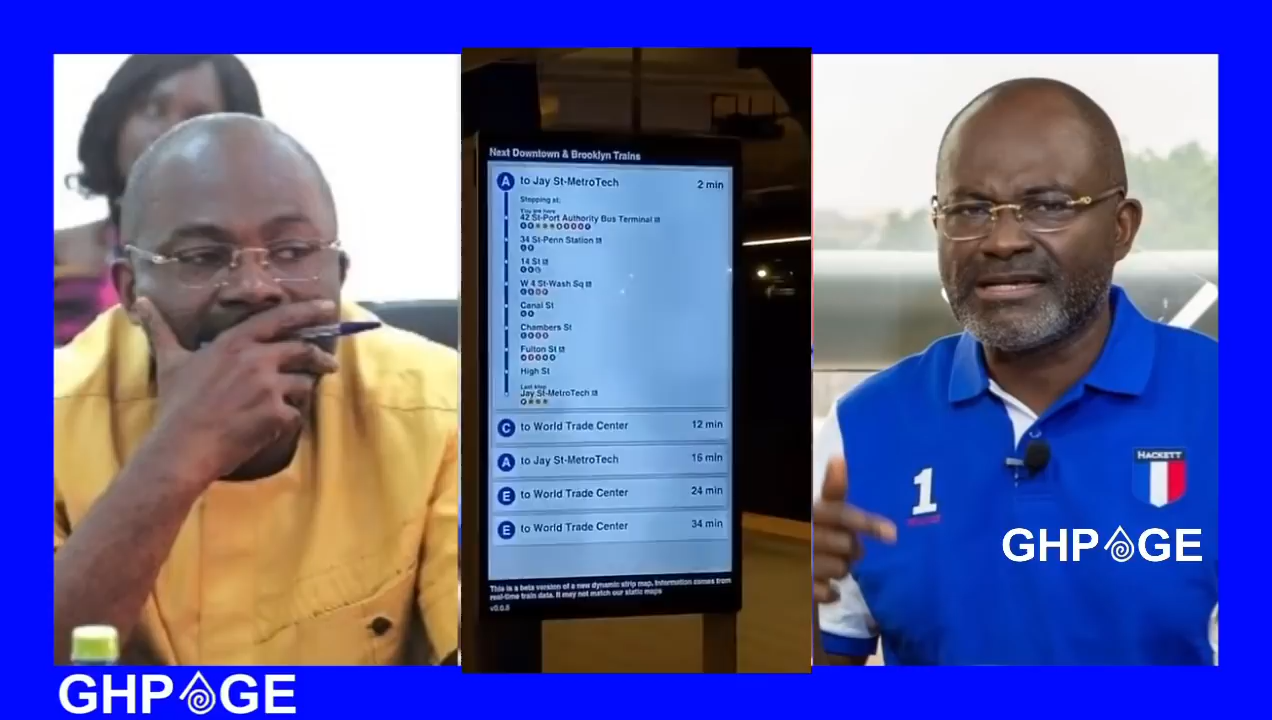 Next Downtown & Brooklyn Trains
A to Jay St-MetroTech 2 min
Stopping at:
You are here
42 St-Port Authority Bus Terminal
34 St-Penn Station
14 St
W 4 St-Wash Sq
Canal St
Chambers St
Fulton St
High St
Last stop
Jay St-MetroTech
C to World Trade Center 12 min
A to Jay St-MetroTech 16 min
E to World Trade Center 24 min
E to World Trade Center 34 min
This is a beta version of a new dynamic strip map. Information comes from
real-time train data. It may not match our static maps
v0.6.8
HACKETT
1
GHPAGE
GHPAGE